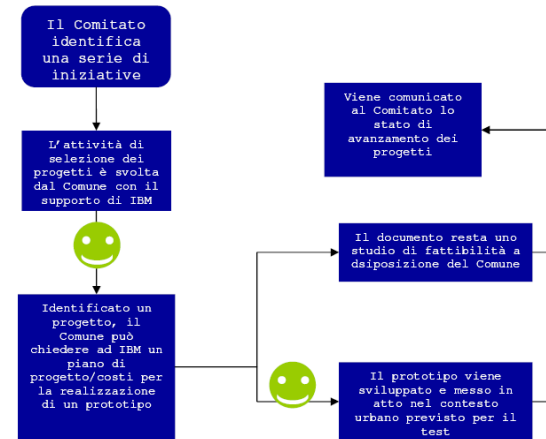 Il Comitato
identifica
una serie di
iniziative
L'attività di
selezione dei
progetti è svolta
dal Comune con il
supporto di IBM
Identificato un
progetto, il
Comune può
chiedere ad IBM un
piano di
progetto/costi per
la realizzazione
di un prototipo
Viene comunicato
al Comitato lo
stato di
avanzamento dei
progetti
Il documento resta uno
studio di fattibilità a
dsiposizione del Comune
Il prototipo viene
sviluppato e messo in
atto nel contesto
urbano previsto per il
test